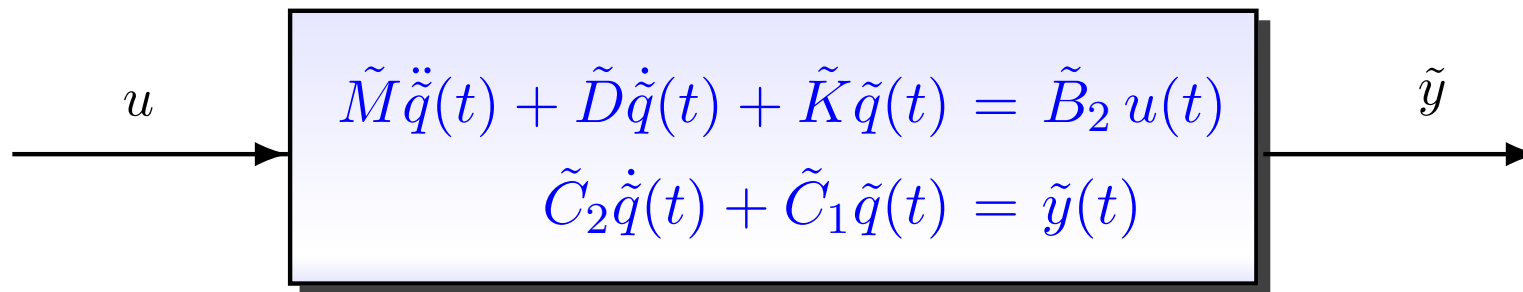 u
M̃q̃̈(t) + D̃q̃̇(t) + K̃q̃(t) = B̃₂ u(t)
C̃₂q̃̇(t) + C̃₁q̃(t) = ỹ(t)
ỹ